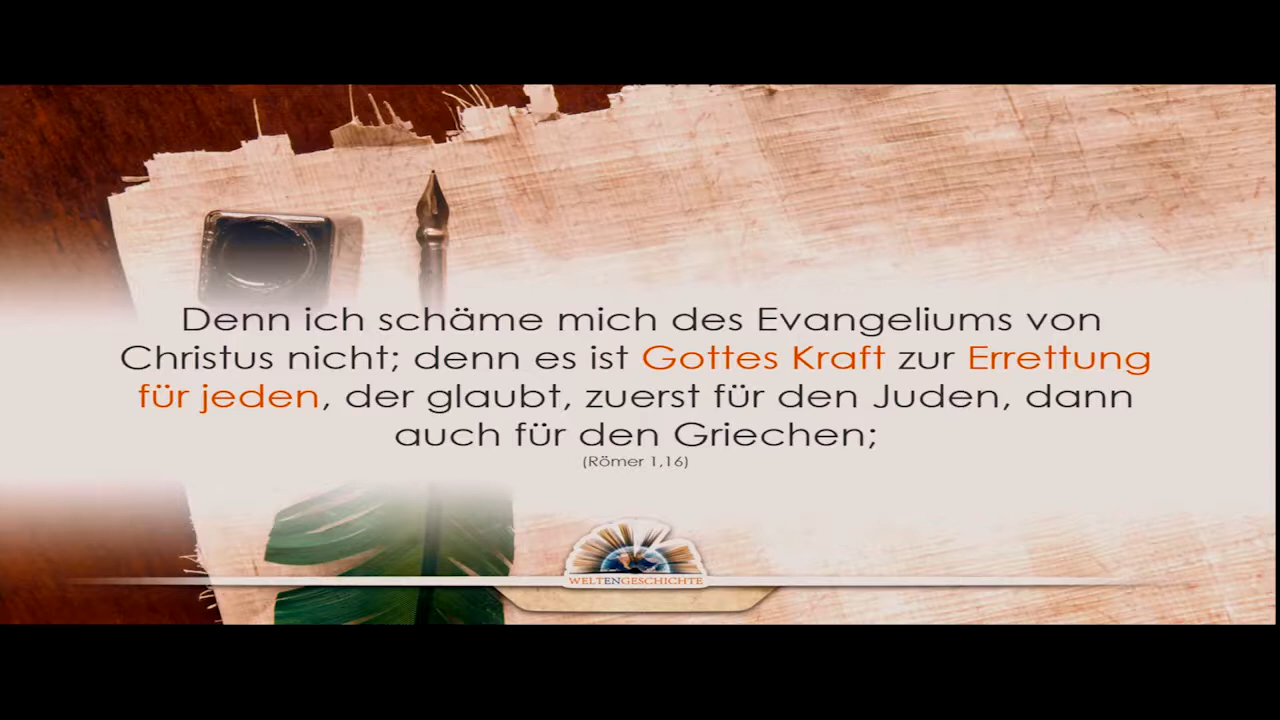 Denn ich schäme mich des Evangeliums von
Christus nicht; denn es ist Gottes Kraft zur Errettung
für jeden, der glaubt, zuerst für den Juden, dann
auch für den Griechen;
(Römer 1,16)
WELTENGESCHICHTE